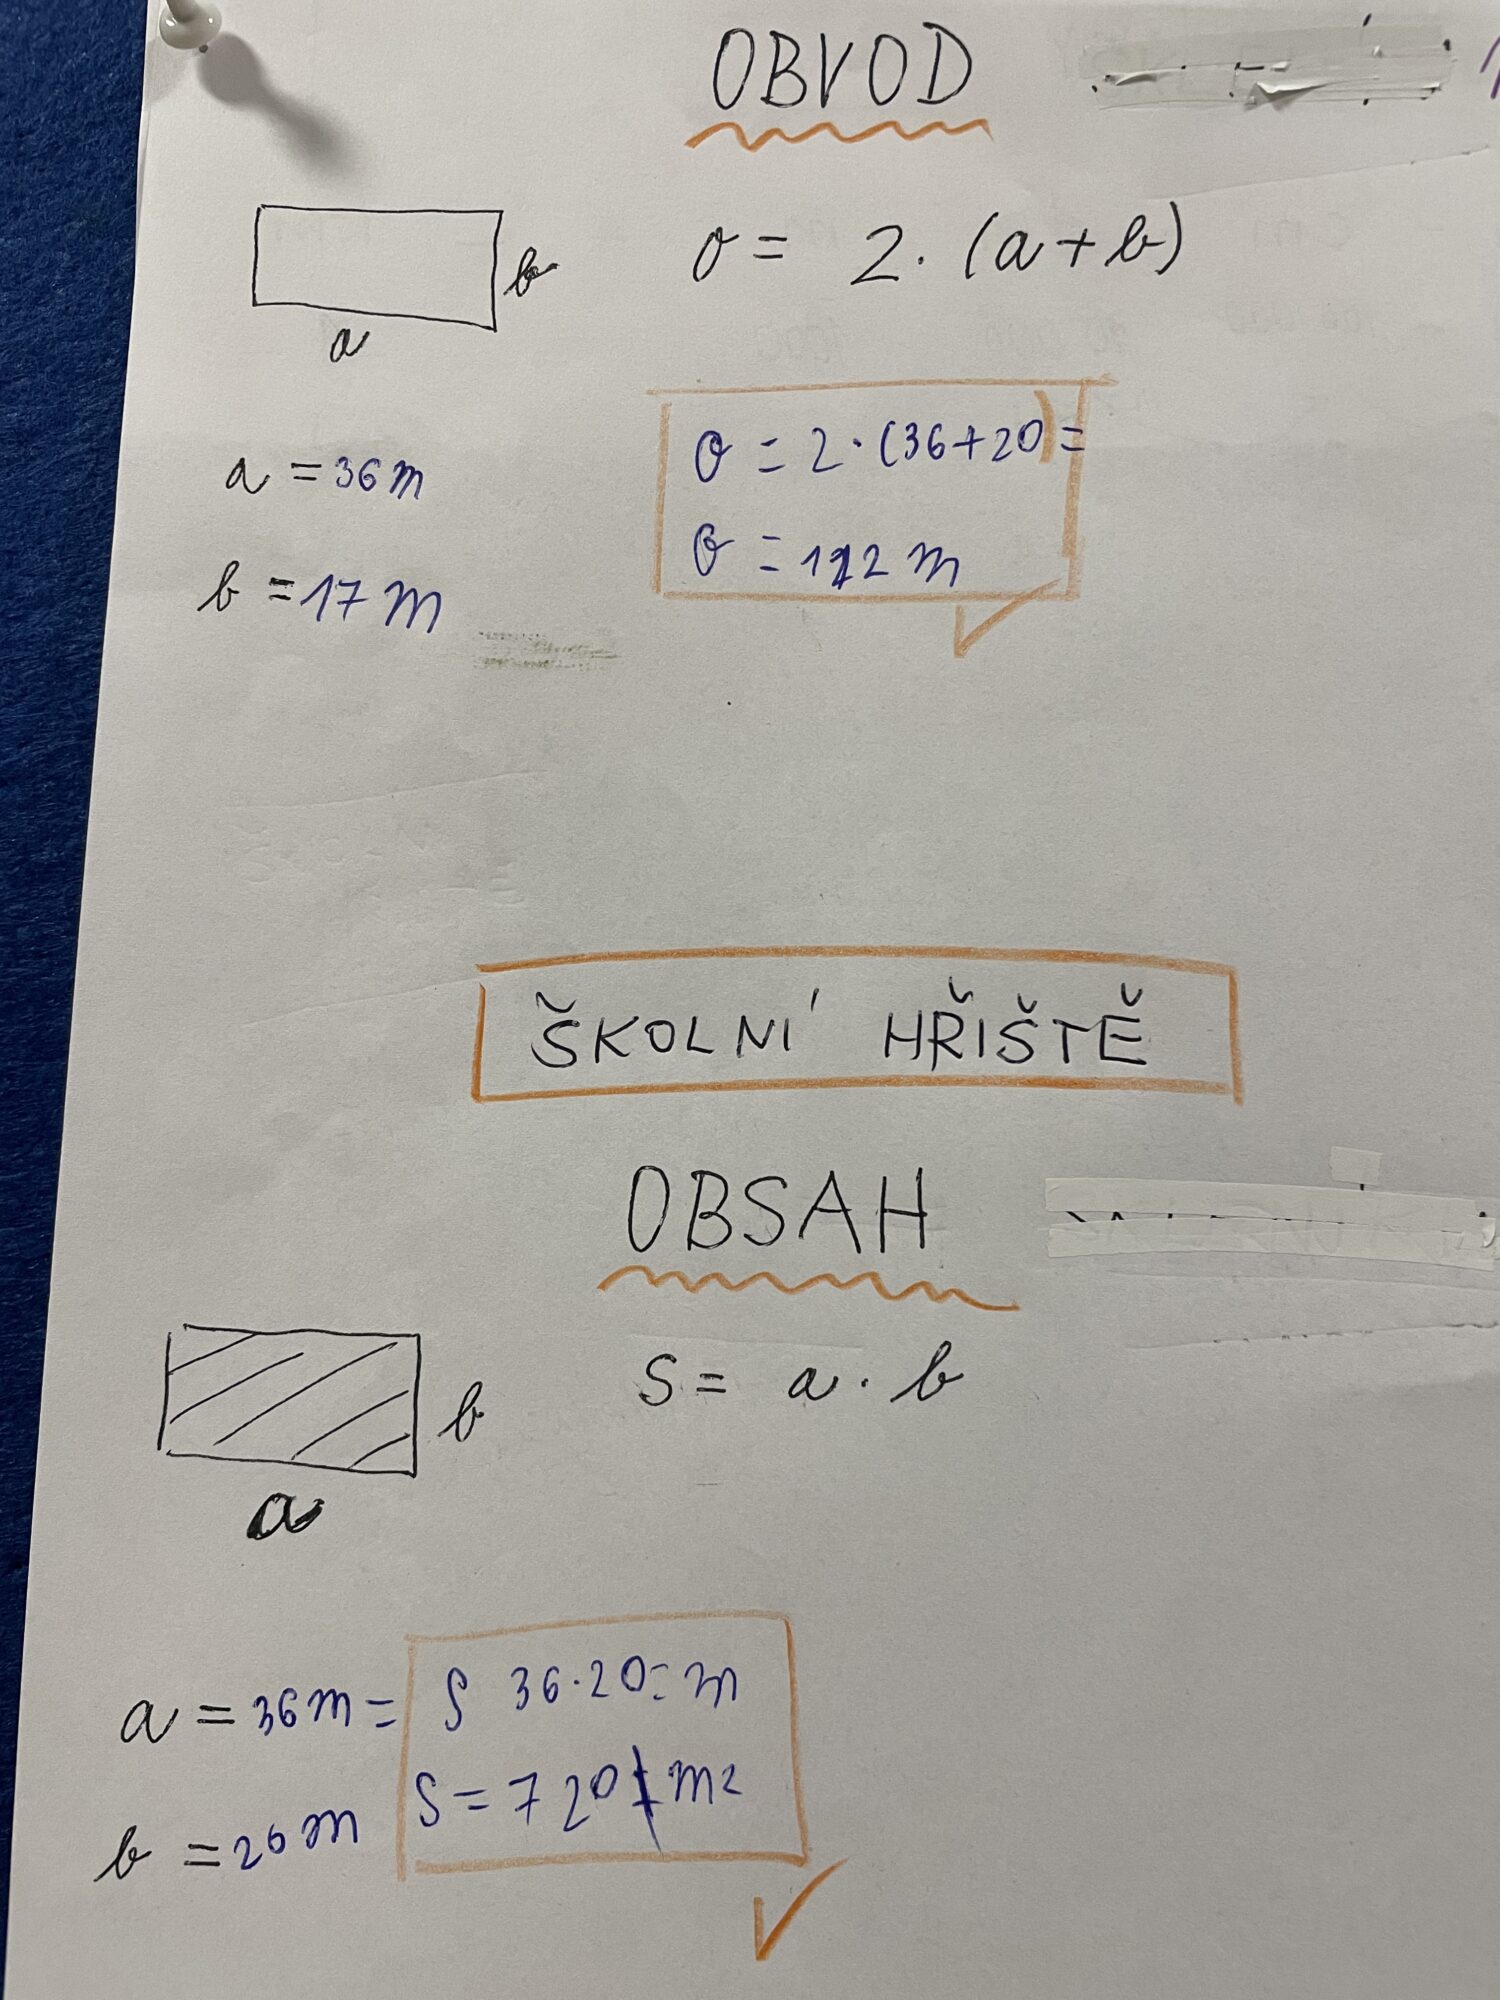 OBVOD
o = 2 · (a + b)
b
a
a = 36 m
o = 2 · (36 + 20) =
b = 17 m
o = 112 m
ŠKOLNÍ HŘIŠTĚ
OBSAH
S = a · b
b
a
a = 36 m =
S 36 · 20 = m
b = 20 m
S = 720 m2